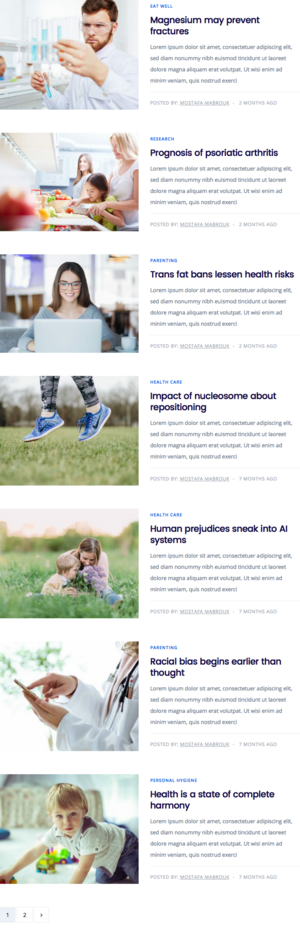 EAT WELL
Magnesium may prevent
fractures
Lorem ipsum dolor sit amet, consectetuer adipiscing elit,
sed diam nonummy nibh euismod tincidunt ut laoreet
dolore magna aliquam erat volutpat. Ut wisi enim ad
minim veniam, quis nostrud exerci
POSTED BY: MOSTAFA MABROUK - 2 MONTHS AGO
RESEARCH
Prognosis of psoriatic arthritis
Lorem ipsum dolor sit amet, consectetuer adipiscing elit,
sed diam nonummy nibh euismod tincidunt ut laoreet
dolore magna aliquam erat volutpat. Ut wisi enim ad
minim veniam, quis nostrud exerci
POSTED BY: MOSTAFA MABROUK - 2 MONTHS AGO
PARENTING
Trans fat bans lessen health risks
Lorem ipsum dolor sit amet, consectetuer adipiscing elit,
sed diam nonummy nibh euismod tincidunt ut laoreet
dolore magna aliquam erat volutpat. Ut wisi enim ad
minim veniam, quis nostrud exerci
POSTED BY: MOSTAFA MABROUK - 2 MONTHS AGO
HEALTH CARE
Impact of nucleosome about
repositioning
Lorem ipsum dolor sit amet, consectetuer adipiscing elit,
sed diam nonummy nibh euismod tincidunt ut laoreet
dolore magna aliquam erat volutpat. Ut wisi enim ad
minim veniam, quis nostrud exerci
POSTED BY: MOSTAFA MABROUK - 7 MONTHS AGO
HEALTH CARE
Human prejudices sneak into AI
systems
Lorem ipsum dolor sit amet, consectetuer adipiscing elit,
sed diam nonummy nibh euismod tincidunt ut laoreet
dolore magna aliquam erat volutpat. Ut wisi enim ad
minim veniam, quis nostrud exerci
POSTED BY: MOSTAFA MABROUK - 7 MONTHS AGO
PARENTING
Racial bias begins earlier than
thought
Lorem ipsum dolor sit amet, consectetuer adipiscing elit,
sed diam nonummy nibh euismod tincidunt ut laoreet
dolore magna aliquam erat volutpat. Ut wisi enim ad
minim veniam, quis nostrud exerci
POSTED BY: MOSTAFA MABROUK - 7 MONTHS AGO
PERSONAL HYGIENE
Health is a state of complete
harmony
Lorem ipsum dolor sit amet, consectetuer adipiscing elit,
sed diam nonummy nibh euismod tincidunt ut laoreet
dolore magna aliquam erat volutpat. Ut wisi enim ad
minim veniam, quis nostrud exerci
POSTED BY: MOSTAFA MABROUK - 7 MONTHS AGO
1 2 ›